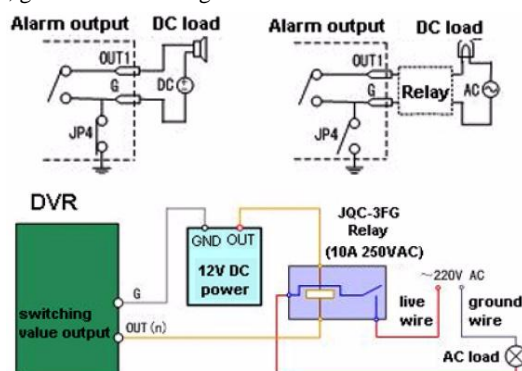 Alarm output
DC load
OUT1
G
DC
JP4
Alarm output
DC load
OUT1
G
Relay
AC
JP4
DVR
switching
value output
G
OUT(n)
GND OUT
12V DC
power
JQC-3FG
Relay
(10A 250VAC)
~220V AC
live
wire
ground
wire
AC load